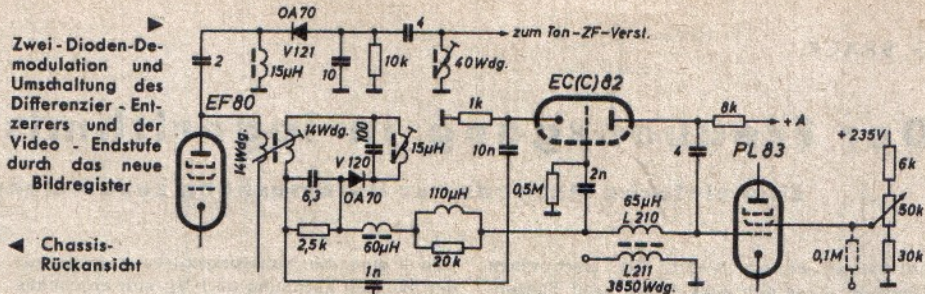 Zwei-Dioden-De-
modulation und
Umschaltung des
Differenzier-Ent-
zerrers und der
Video-Endstufe
durch das neue
Bildregister
Chassis-
Rückansicht
OA70
V121
2
15µH
10
10k
4
40Wdg.
zum Ton-ZF-Verst.
EF80
14Wdg.
14Wdg.
100
15µH
V120
OA70
6,3
2,5k
60µH
110µH
20k
1n
1k
10n
EC(C)82
0,5M
2n
8k
+A
4
65µH
L210
L211
3850Wdg.
PL83
+235V
6k
50k
30k
0,1M